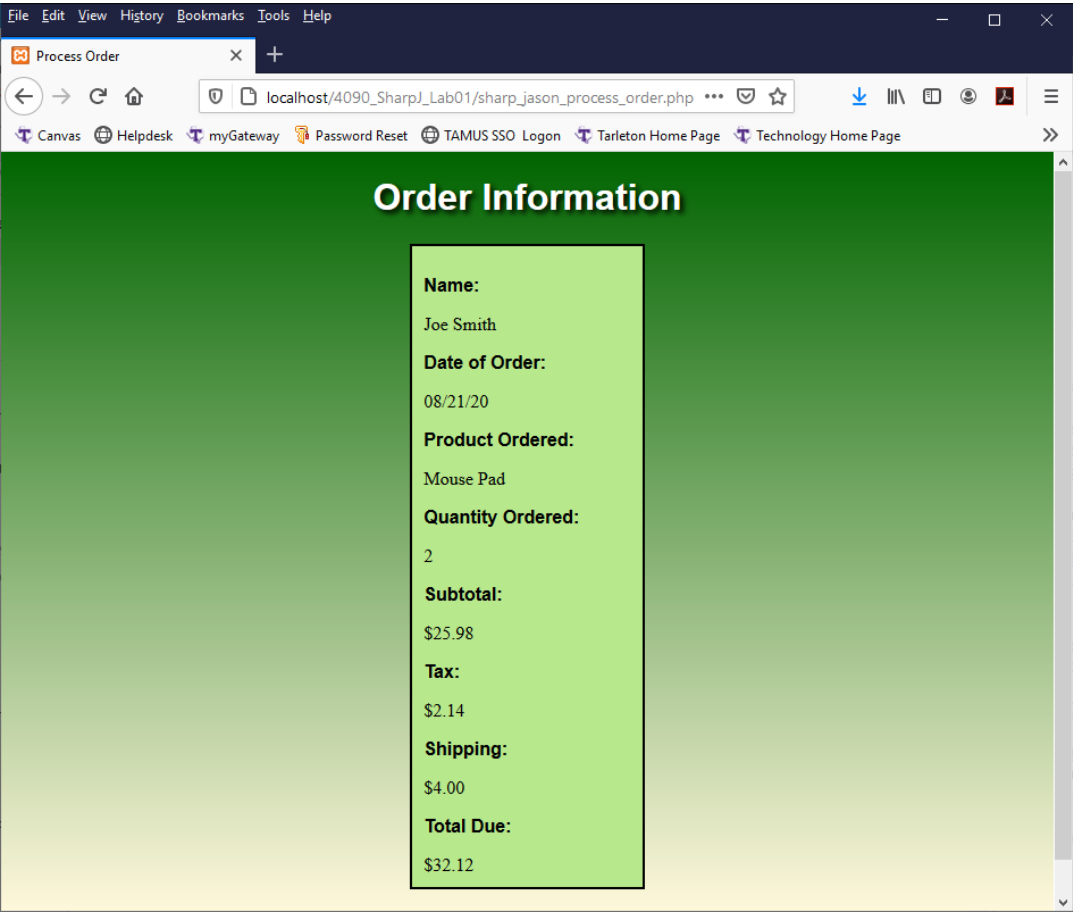 File Edit View History Bookmarks Tools Help
Process Order
localhost/4090_SharpJ_Lab01/sharp_jason_process_order.php
Canvas Helpdesk myGateway Password Reset TAMUS SSO Logon Tarleton Home Page Technology Home Page
Order Information
Name:
Joe Smith
Date of Order:
08/21/20
Product Ordered:
Mouse Pad
Quantity Ordered:
2
Subtotal:
$25.98
Tax:
$2.14
Shipping:
$4.00
Total Due:
$32.12